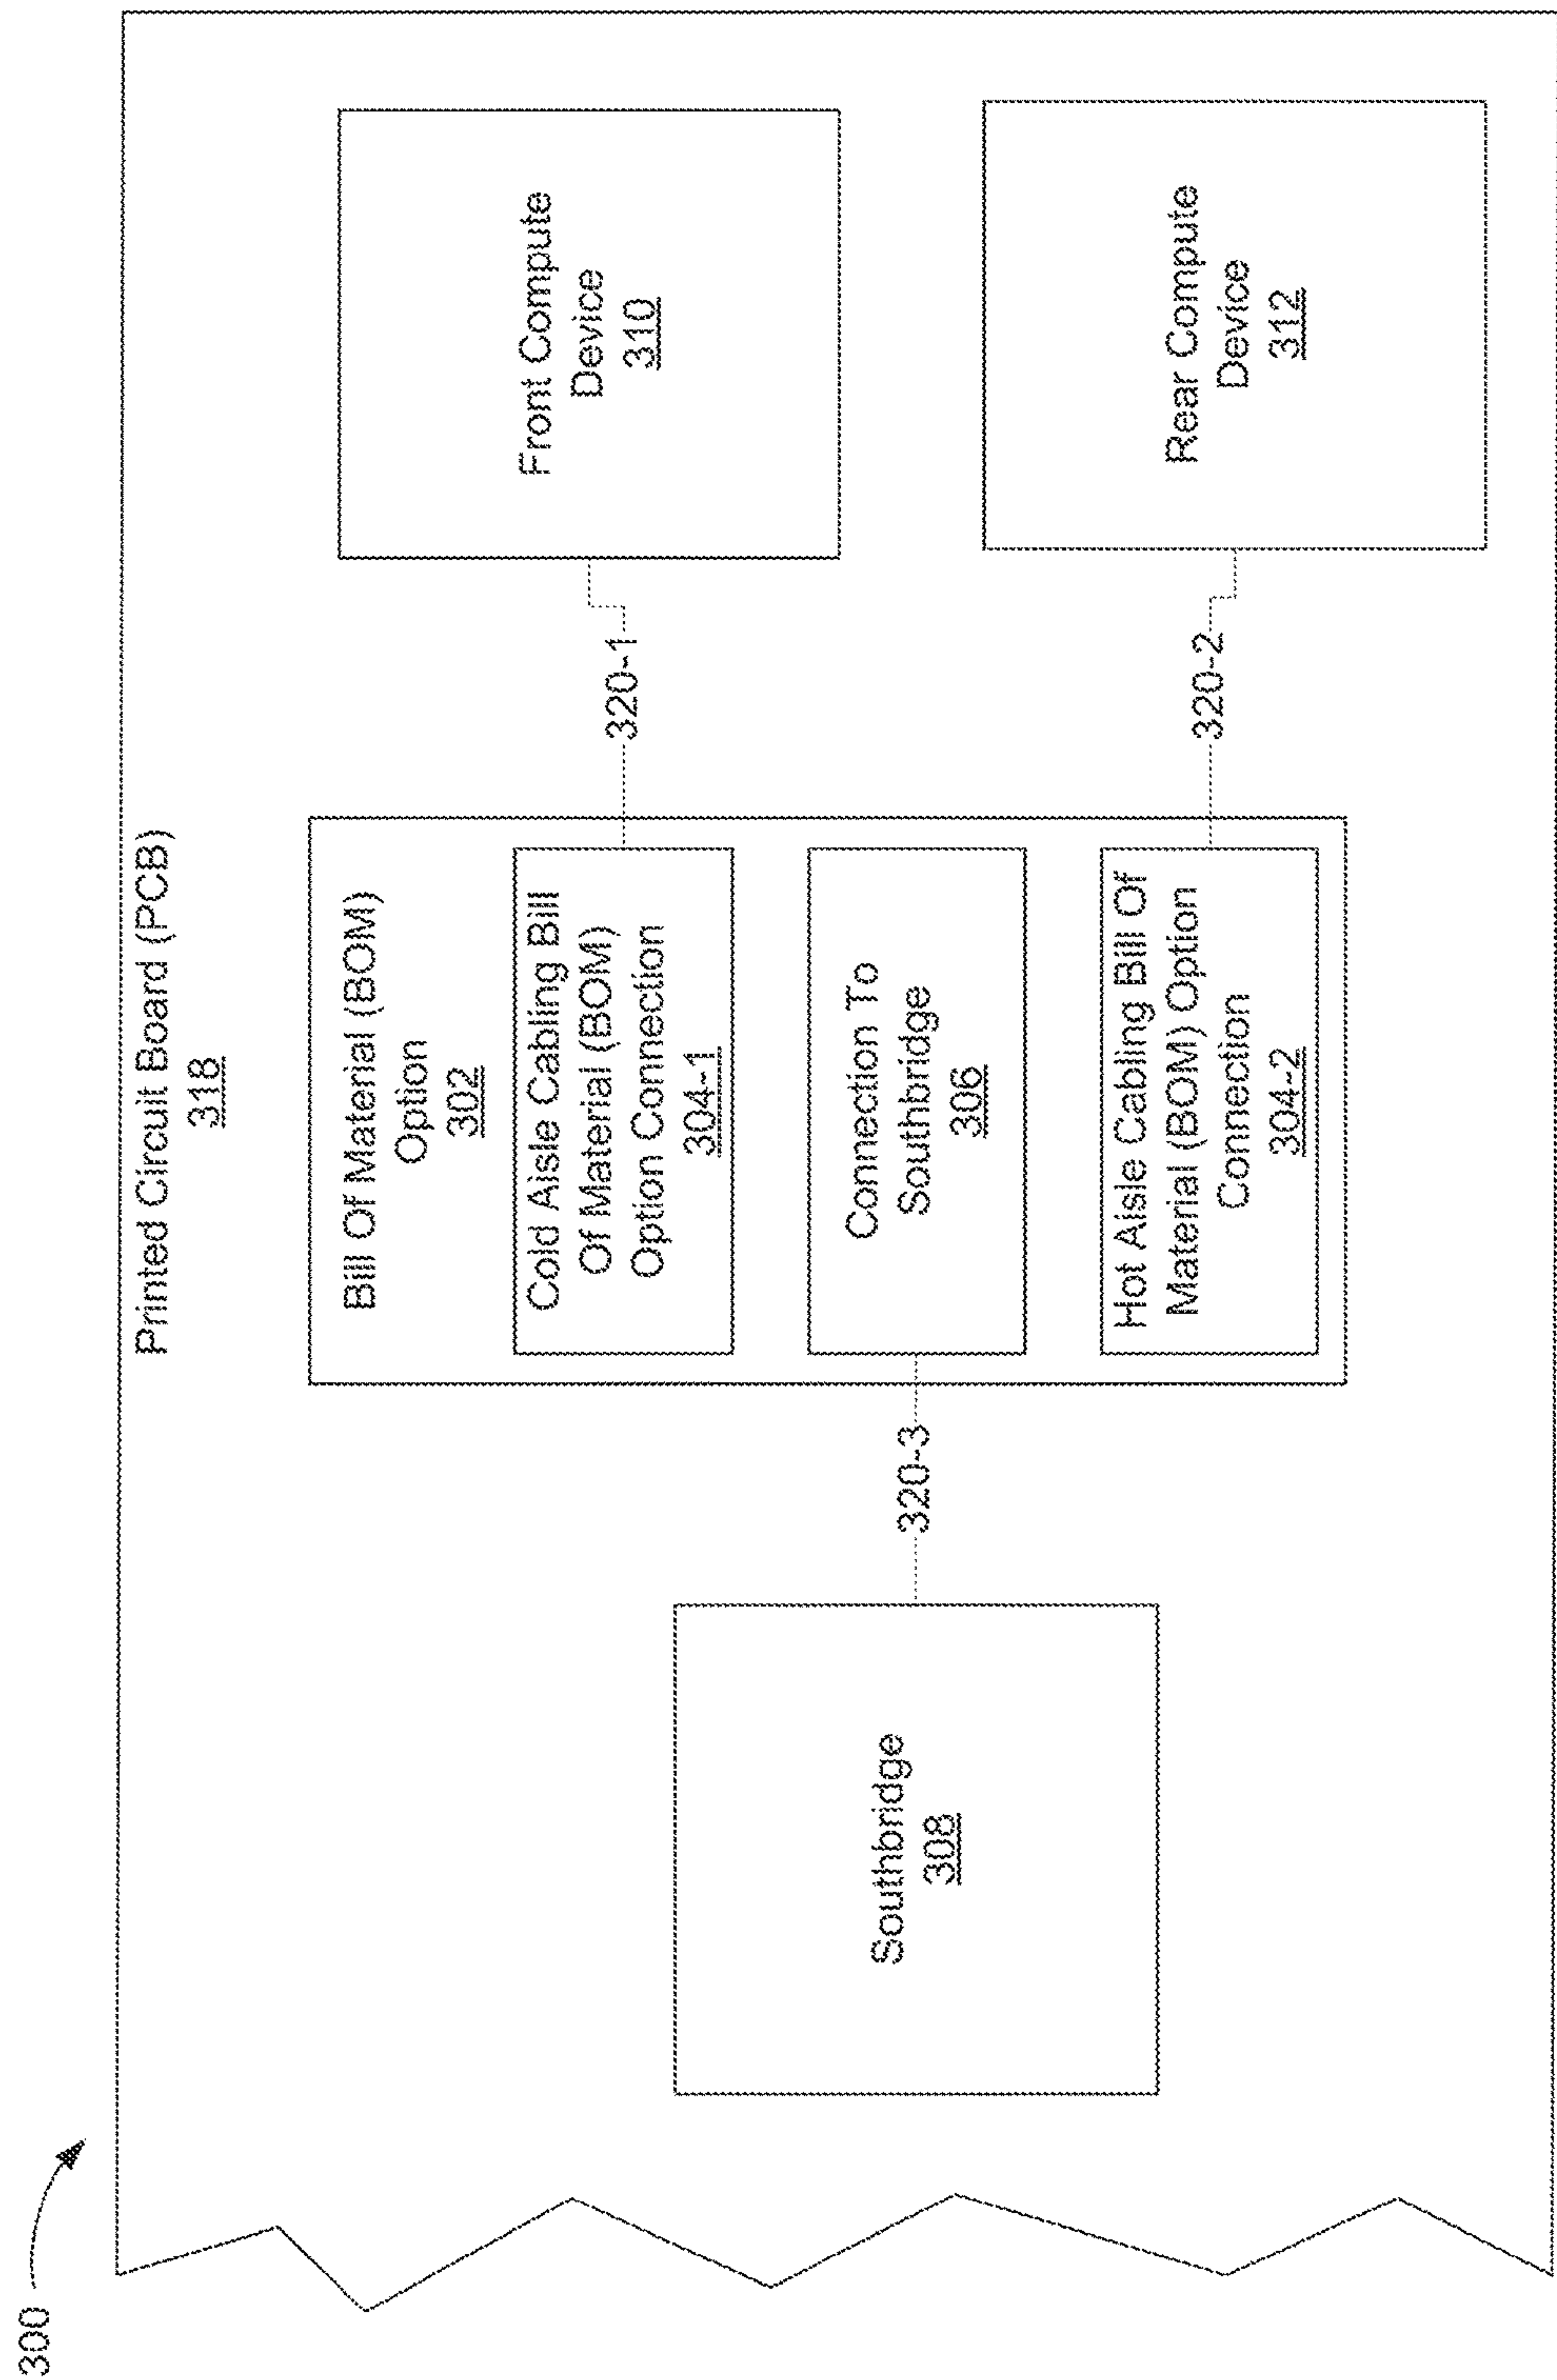 300
Printed Circuit Board (PCB)
318
Southbridge
308
320-3
Bill Of Material (BOM)
Option
302
Cold Aisle Cabling Bill
Of Material (BOM)
Option Connection
304-1
Connection To
Southbridge
306
Hot Aisle Cabling Bill Of
Material (BOM) Option
Connection
304-2
320-1
320-2
Front Compute
Device
310
Rear Compute
Device
312